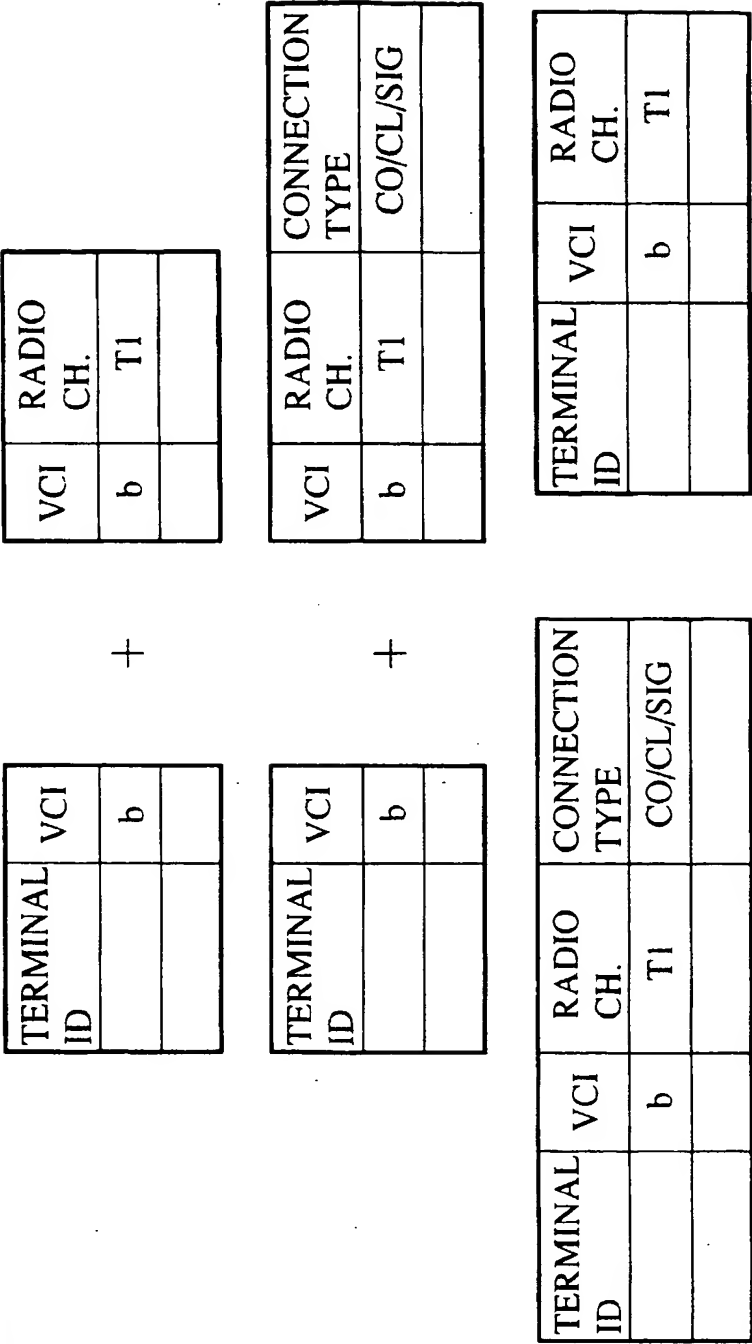 TERMINAL ID VCI
b
+
VCI RADIO CH.
b T1
TERMINAL ID VCI
b
+
VCI RADIO CH. CONNECTION TYPE
b T1 CO/CL/SIG
TERMINAL ID VCI RADIO CH. CONNECTION TYPE
b T1 CO/CL/SIG
TERMINAL ID VCI RADIO CH.
b T1